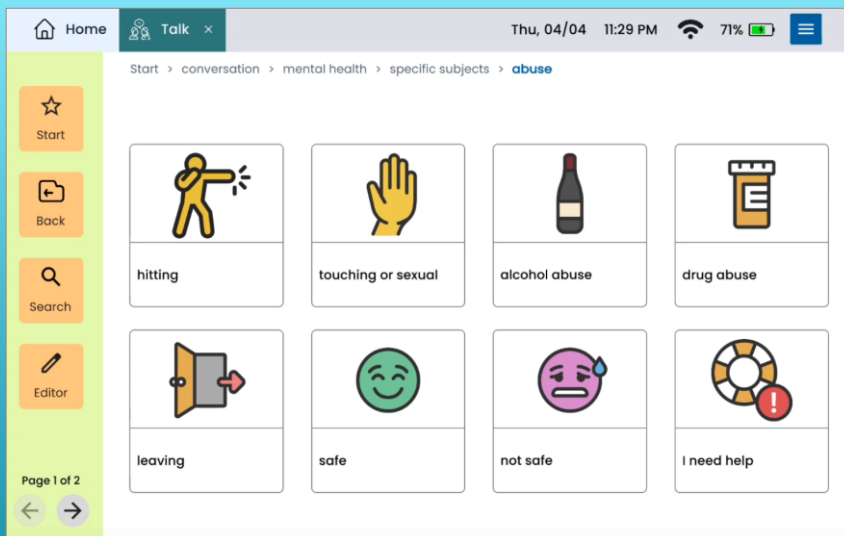 Home
Talk ×
Thu, 04/04 11:29 PM 71%
Start > conversation > mental health > specific subjects > abuse
Start
Back
Search
Editor
Page 1 of 2
hitting
touching or sexual
alcohol abuse
drug abuse
leaving
safe
not safe
I need help
!